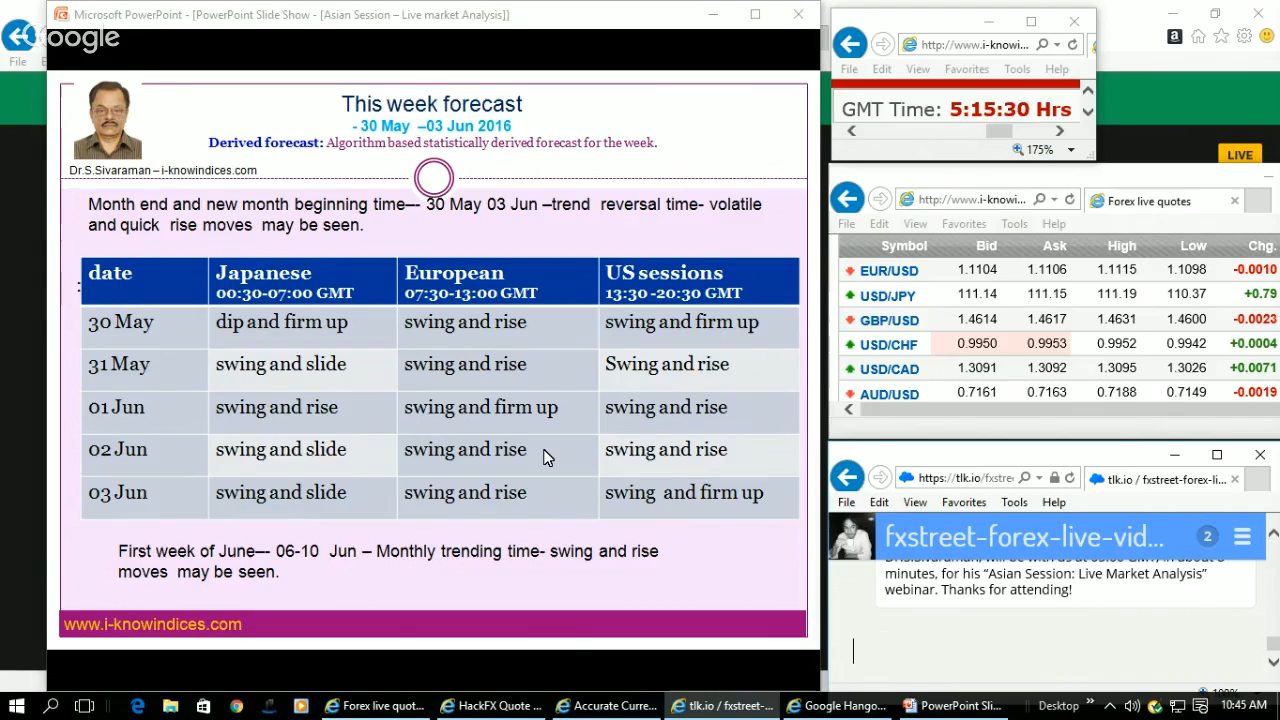 Microsoft PowerPoint - [PowerPoint Slide Show - [Asian Session – Live market Analysis]]
Google
File
This week forecast
- 30 May –03 Jun 2016
Derived forecast: Algorithm based statistically derived forecast for the week.
Dr.S.Sivaraman – i-knowindices.com
Month end and new month beginning time–- 30 May 03 Jun –trend reversal time- volatile
and quick rise moves may be seen.
:
date Japanese European US sessions
00:30-07:00 GMT 07:30-13:00 GMT 13:30 -20:30 GMT
30 May dip and firm up swing and rise swing and firm up
31 May swing and slide swing and rise Swing and rise
01 Jun swing and rise swing and firm up swing and rise
02 Jun swing and slide swing and rise swing and rise
03 Jun swing and slide swing and rise swing and firm up
First week of June–- 06-10 Jun – Monthly trending time- swing and rise
moves may be seen.
www.i-knowindices.com
http://www.i-knowi...
File Edit View Favorites Tools Help
GMT Time: 5:15:30 Hrs
175%
LIVE
http://www.i-knowi... Forex live quotes
File Edit View Favorites Tools Help
Symbol Bid Ask High Low Chg.
EUR/USD 1.1104 1.1106 1.1115 1.1098 -0.0010
USD/JPY 111.14 111.15 111.19 110.37 +0.79
GBP/USD 1.4614 1.4617 1.4631 1.4600 -0.0023
USD/CHF 0.9950 0.9953 0.9952 0.9942 +0.0004
USD/CAD 1.3091 1.3092 1.3095 1.3026 +0.0071
AUD/USD 0.7161 0.7163 0.7188 0.7149 -0.0019
https://tlk.io/fxstre tlk.io / fxstreet-forex-li...
File Edit View Favorites Tools Help
fxstreet-forex-live-vid... 2
minutes, for his “Asian Session: Live Market Analysis”
webinar. Thanks for attending!
Forex live quot... HackFX Quote ... Accurate Curre... tlk.io / fxstreet-... Google Hango... PowerPoint Sli... Desktop 10:45 AM